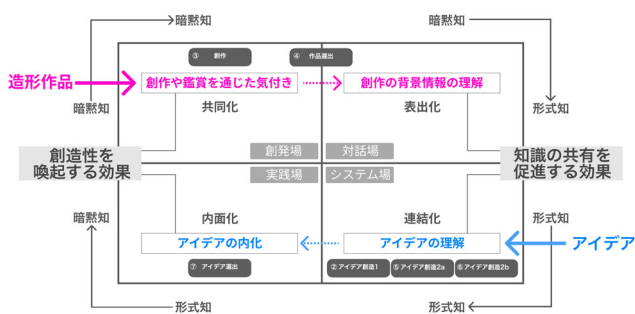 暗黙知
暗黙知
③ 創作
④ 作品選出
造形作品
創作や鑑賞を通じた気付き
創作の背景情報の理解
暗黙知
共同化
表出化
形式知
創発場
対話場
創造性を
喚起する効果
知識の共有を
促進する効果
実践場
システム場
暗黙知
内面化
連結化
形式知
アイデアの内化
アイデアの理解
アイデア
⑦ アイデア選出
② アイデア創造1
⑤ アイデア創造2a
⑥ アイデア創造2b
形式知
形式知